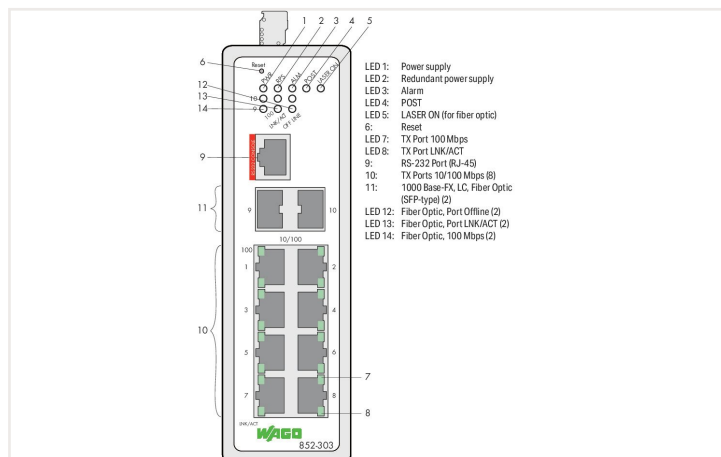 1 2 3 4 5
6 Reset
PWR RPS ALM POST LASER ON
12
13 10
14 9
100 LNK/ACT OFF LINE
9
11 9 10
10/100
100
1 2
3 4
10
5 6
7
7 8
8
LNK/ACT
WAGO
852-303
LED 1: Power supply
LED 2: Redundant power supply
LED 3: Alarm
LED 4: POST
LED 5: LASER ON (for fiber optic)
6: Reset
LED 7: TX Port 100 Mbps
LED 8: TX Port LNK/ACT
9: RS-232 Port (RJ-45)
10: TX Ports 10/100 Mbps (8)
11: 1000 Base-FX, LC, Fiber Optic
(SFP-type) (2)
LED 12: Fiber Optic, Port Offline (2)
LED 13: Fiber Optic, Port LNK/ACT (2)
LED 14: Fiber Optic, 100 Mbps (2)